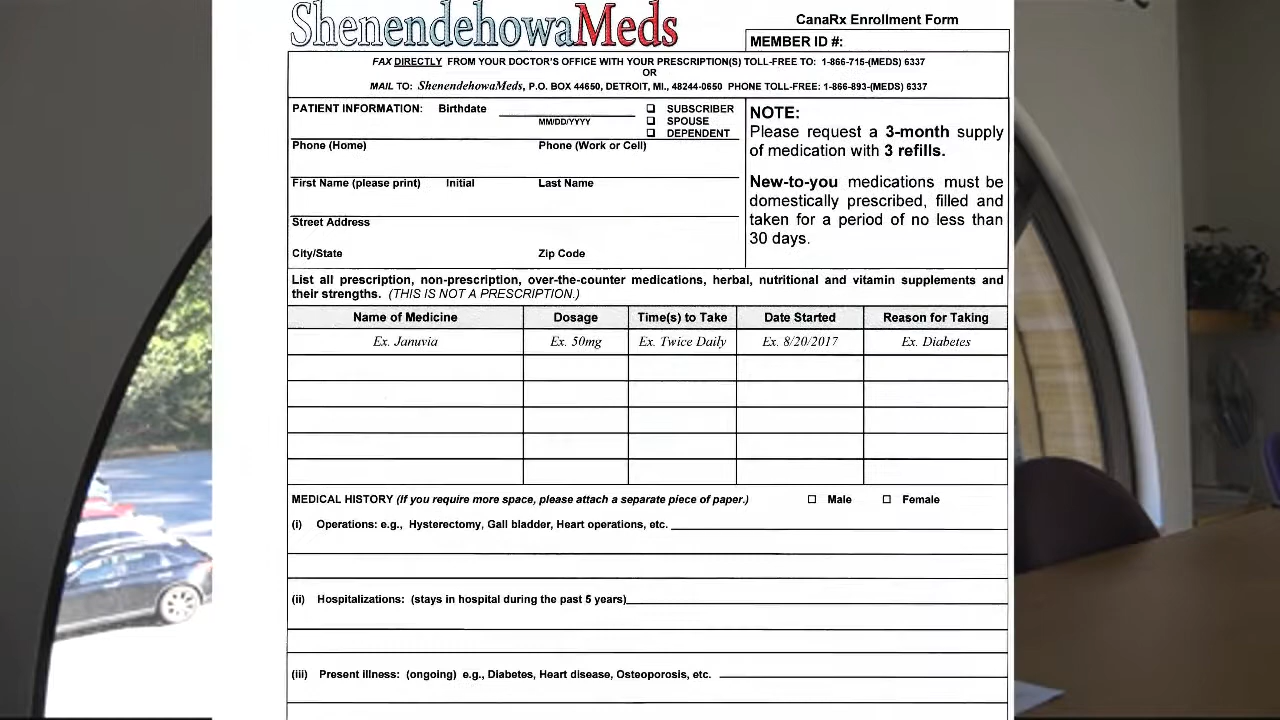 ShenendehowaMeds
CanaRx Enrollment Form
MEMBER ID #:
FAX DIRECTLY FROM YOUR DOCTOR'S OFFICE WITH YOUR PRESCRIPTION(S) TOLL-FREE TO: 1-866-715-(MEDS) 6337
OR
MAIL TO: ShenendehowaMeds, P.O. BOX 44650, DETROIT, MI., 48244-0650 PHONE TOLL-FREE: 1-866-893-(MEDS) 6337
PATIENT INFORMATION: Birthdate
MM/DD/YYYY
☐ SUBSCRIBER
☐ SPOUSE
☐ DEPENDENT
Phone (Home) Phone (Work or Cell)
First Name (please print) Initial Last Name
Street Address
City/State Zip Code
NOTE:
Please request a 3-month supply
of medication with 3 refills.
New-to-you medications must be
domestically prescribed, filled and
taken for a period of no less than
30 days.
List all prescription, non-prescription, over-the-counter medications, herbal, nutritional and vitamin supplements and
their strengths. (THIS IS NOT A PRESCRIPTION.)
Name of Medicine Dosage Time(s) to Take Date Started Reason for Taking
Ex. Januvia Ex. 50mg Ex. Twice Daily Ex. 8/20/2017 Ex. Diabetes
MEDICAL HISTORY (If you require more space, please attach a separate piece of paper.) ☐ Male ☐ Female
(i) Operations: e.g., Hysterectomy, Gall bladder, Heart operations, etc.
(ii) Hospitalizations: (stays in hospital during the past 5 years)
(iii) Present illness: (ongoing) e.g., Diabetes, Heart disease, Osteoporosis, etc.